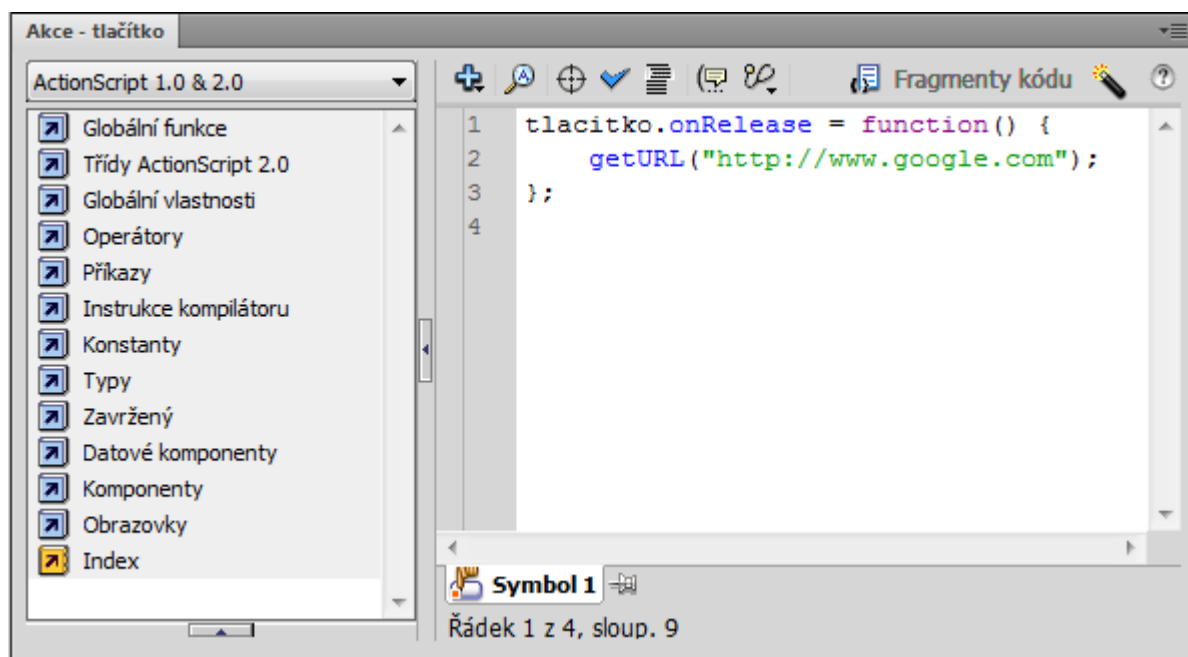 Akce - tlačítko
ActionScript 1.0 & 2.0
Globální funkce
Třídy ActionScript 2.0
Globální vlastnosti
Operátory
Příkazy
Instrukce kompilátoru
Konstanty
Typy
Zavržený
Datové komponenty
Komponenty
Obrazovky
Index
Fragmenty kódu
1 tlacitko.onRelease = function() {
2 getURL("http://www.google.com");
3 };
4
Symbol 1
Řádek 1 z 4, sloup. 9